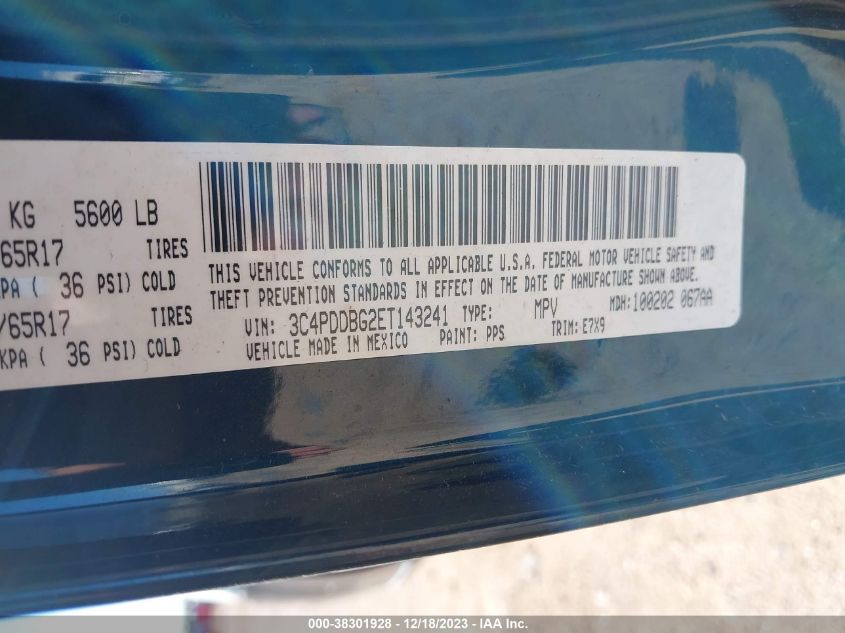 KG 5600 LB
65R17 TIRES
KPA ( 36 PSI) COLD
/65R17 TIRES
KPA ( 36 PSI) COLD
THIS VEHICLE CONFORMS TO ALL APPLICABLE U.S.A. FEDERAL MOTOR VEHICLE SAFETY AND
THEFT PREVENTION STANDARDS IN EFFECT ON THE DATE OF MANUFACTURE SHOWN ABOVE.
VIN: 3C4PDDBG2ET143241 TYPE: MPV MDH:100202 067AA
VEHICLE MADE IN MEXICO PAINT: PPS TRIM: E7X9
000-38301928 - 12/18/2023 - IAA Inc.